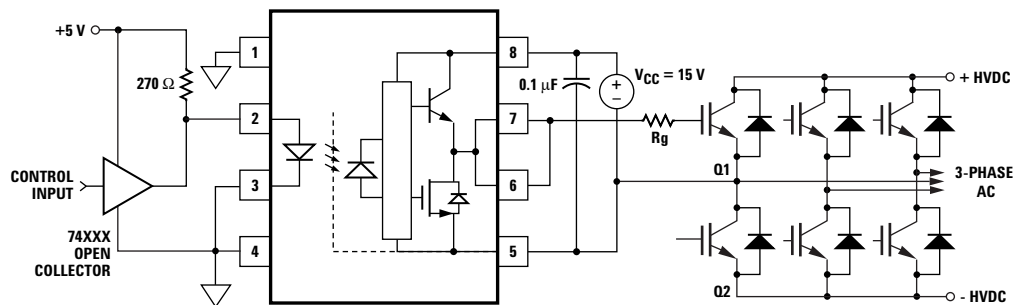 +5 V
270 Ω
CONTROL
INPUT
74XXX
OPEN
COLLECTOR
1
2
3
4
8
7
6
5
0.1 µF
VCC = 15 V
+
−
Rg
Q1
Q2
+ HVDC
3-PHASE
AC
- HVDC